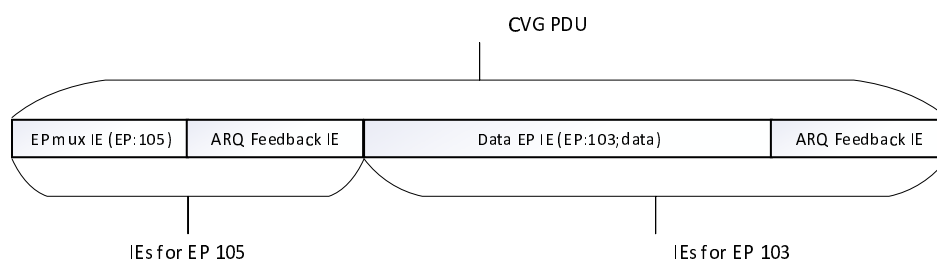 CVG PDU
EPmux IE (EP:105)
ARQ Feedback IE
Data EP IE (EP:103;data)
ARQ Feedback IE
IEs for EP 105
IEs for EP 103